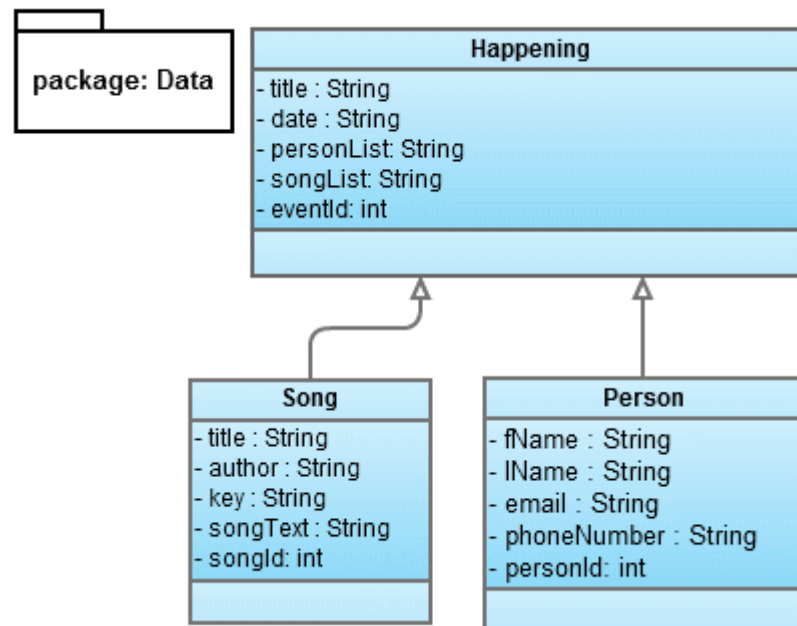 package: Data
Happening
- title : String
- date : String
- personList: String
- songList: String
- eventId: int
Song
- title : String
- author : String
- key : String
- songText : String
- songId: int
Person
- fName : String
- lName : String
- email : String
- phoneNumber : String
- personId: int